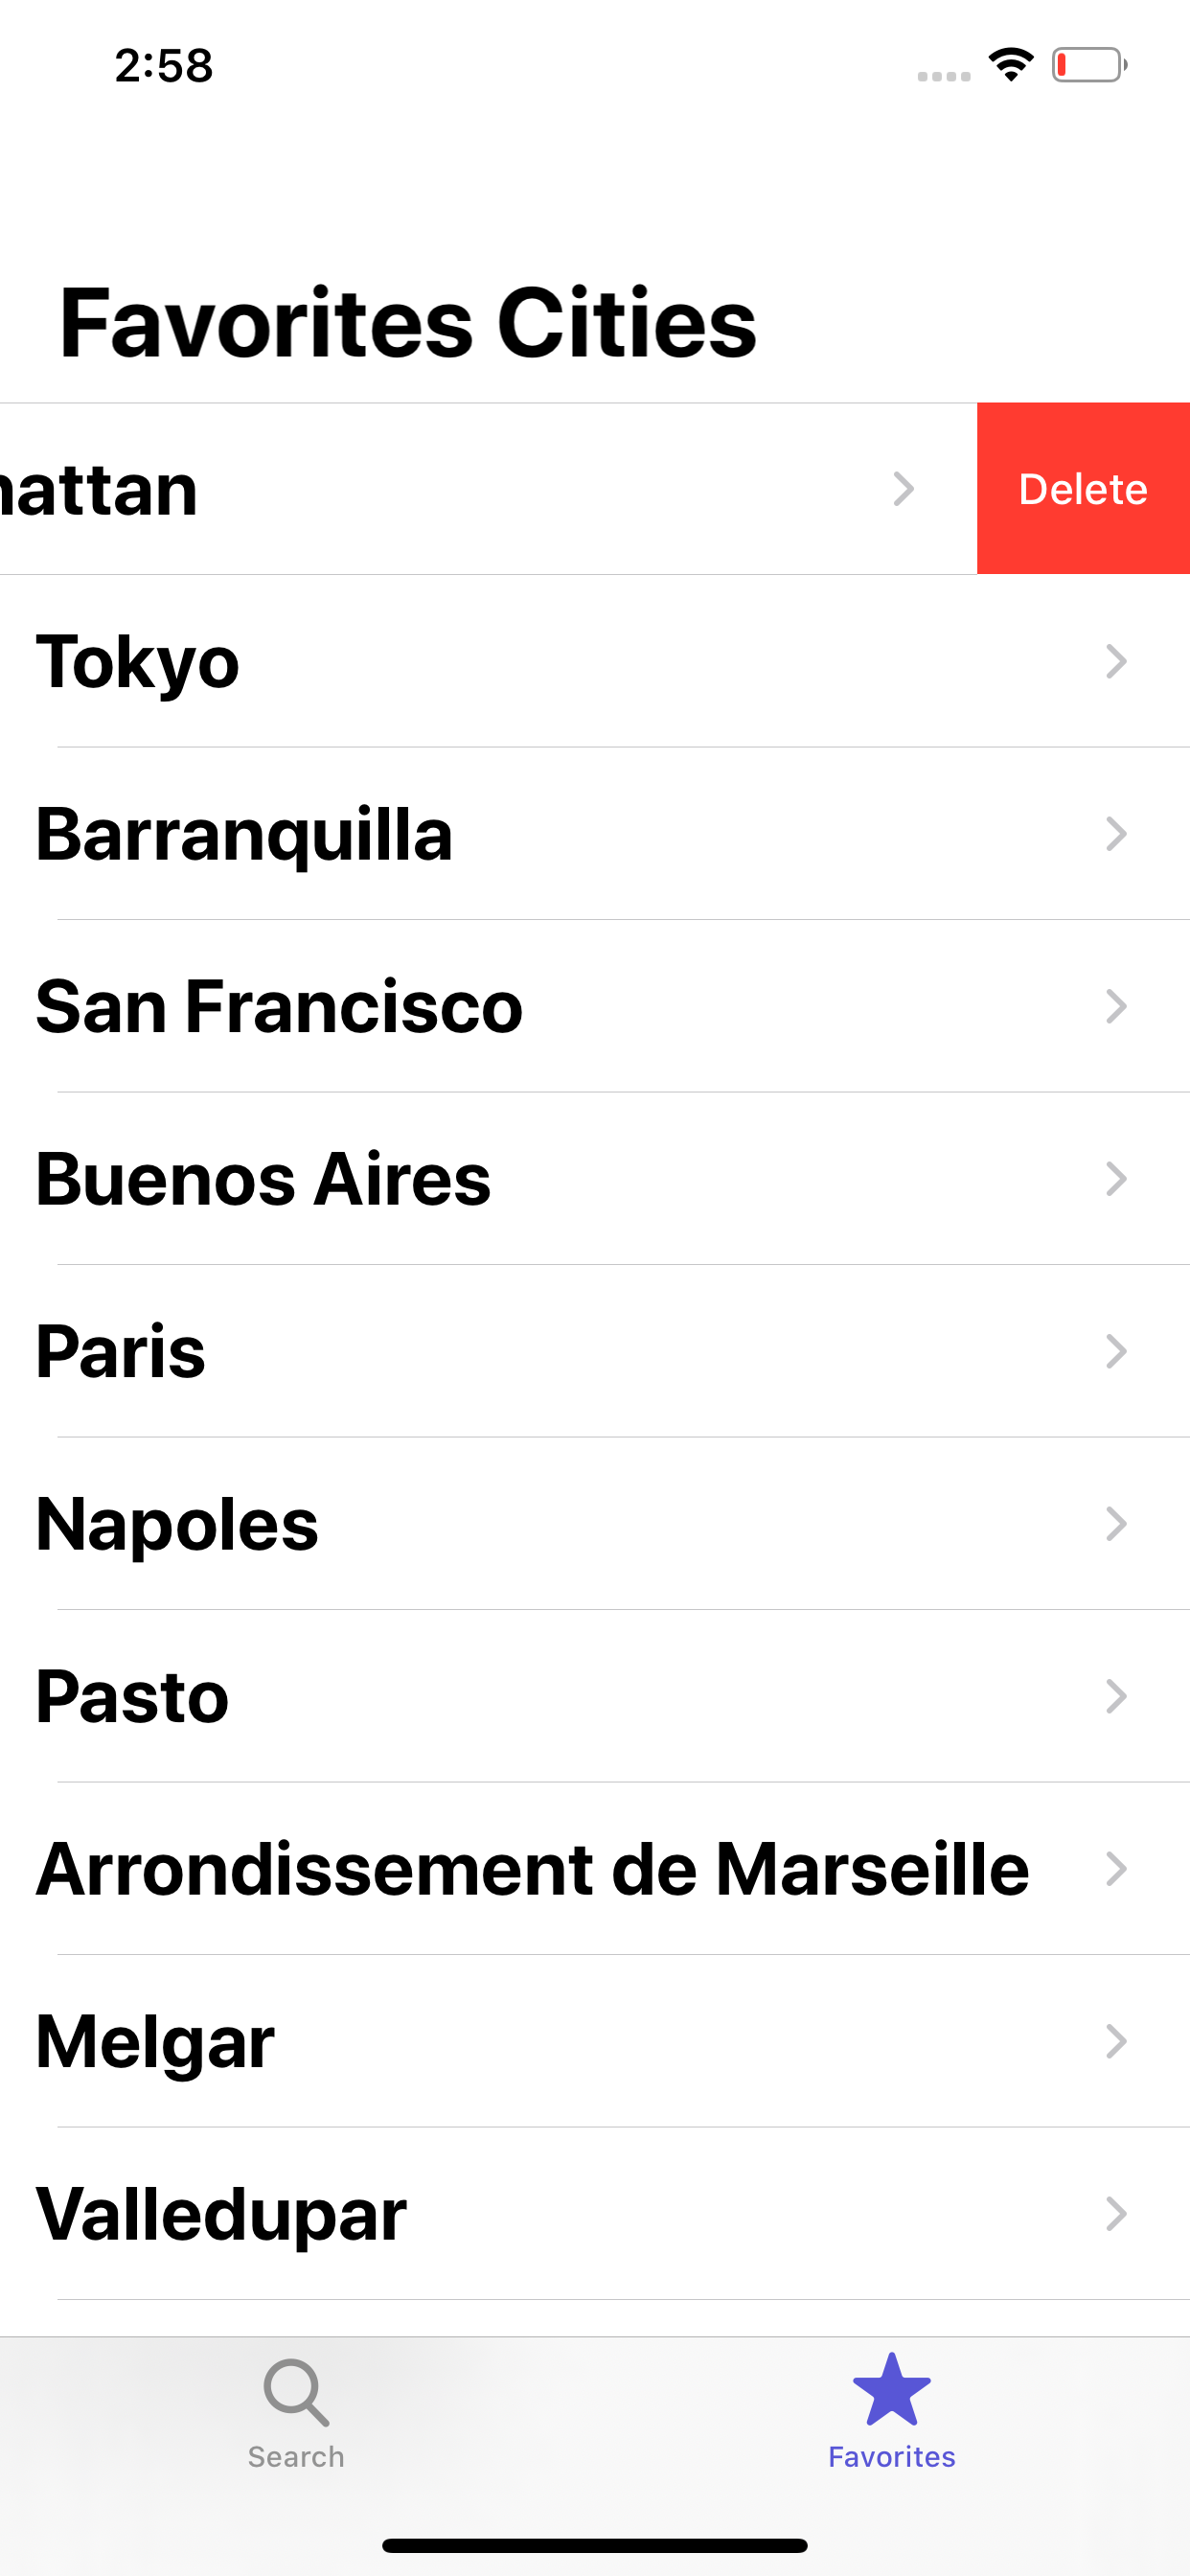 2:58
Favorites Cities
hattan
Delete
Tokyo
Barranquilla
San Francisco
Buenos Aires
Paris
Napoles
Pasto
Arrondissement de Marseille
Melgar
Valledupar
Search
Favorites